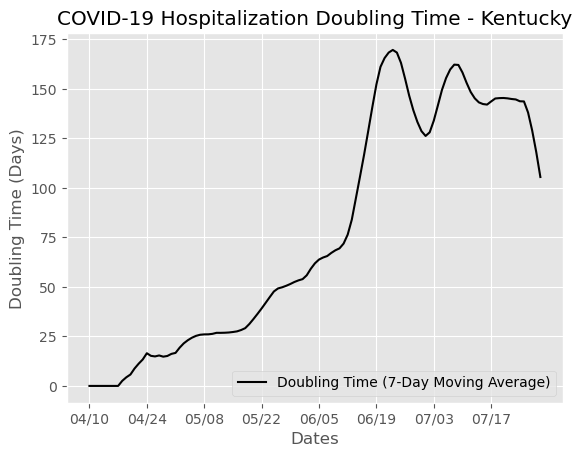 COVID-19 Hospitalization Doubling Time - Kentucky
175
150
125
100
75
50
25
0
Doubling Time (Days)
Doubling Time (7-Day Moving Average)
04/10 04/24 05/08 05/22 06/05 06/19 07/03 07/17
Dates